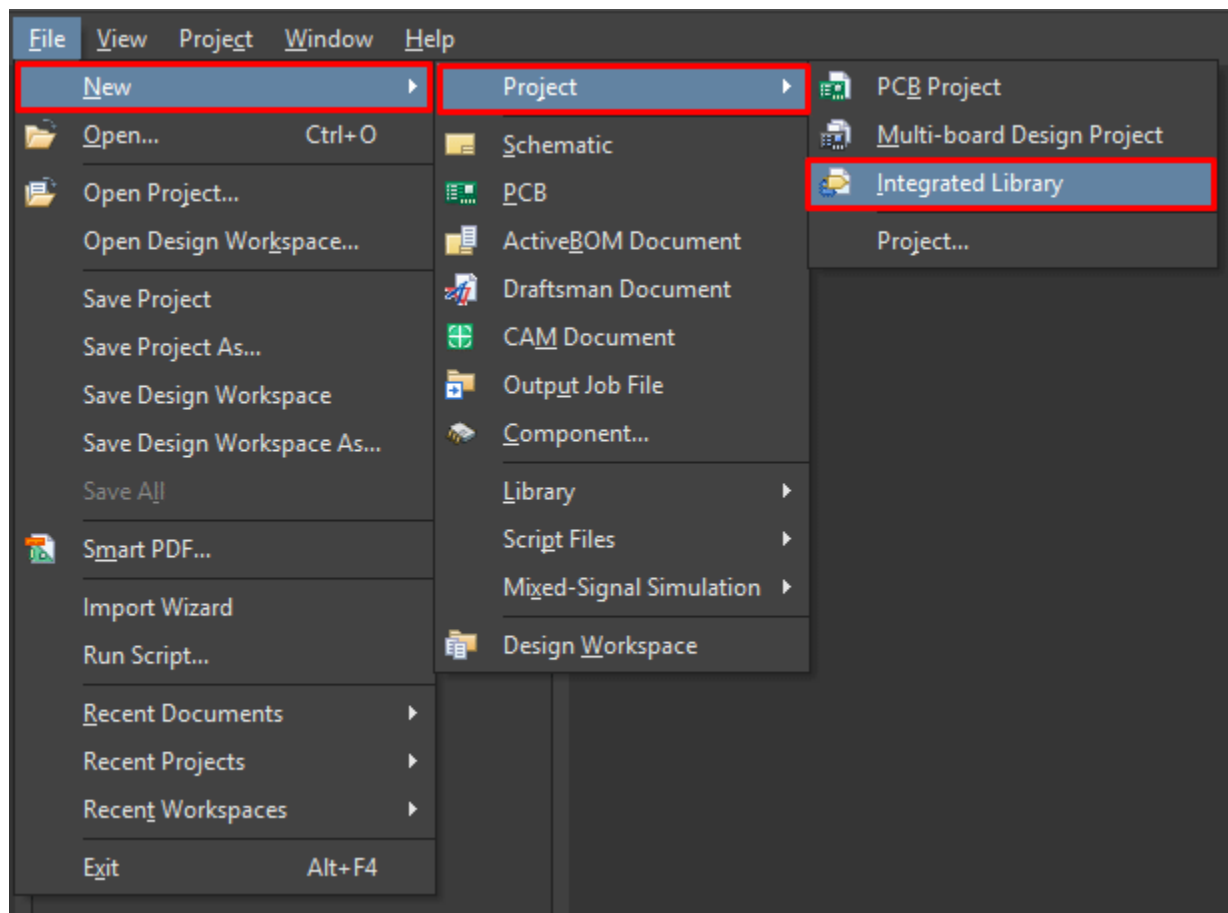 File View Project Window Help
New
Open... Ctrl+O
Open Project...
Open Design Workspace...
Save Project
Save Project As...
Save Design Workspace
Save Design Workspace As...
Save All
Smart PDF...
Import Wizard
Run Script...
Recent Documents
Recent Projects
Recent Workspaces
Exit Alt+F4
Project
Schematic
PCB
ActiveBOM Document
Draftsman Document
CAM Document
Output Job File
Component...
Library
Script Files
Mixed-Signal Simulation
Design Workspace
PCB Project
Multi-board Design Project
Integrated Library
Project...